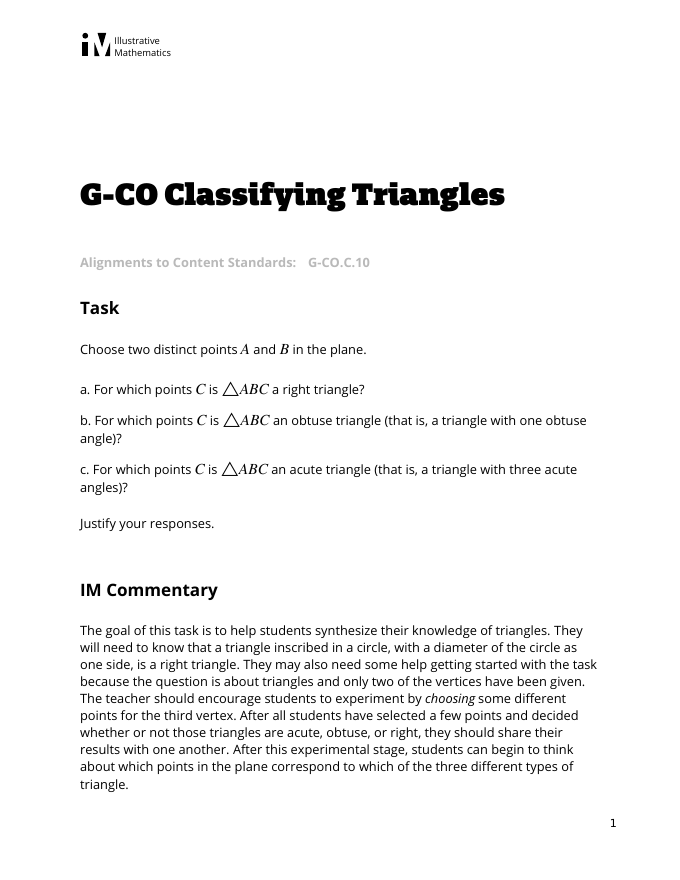 Illustrative
Mathematics
G-CO Classifying Triangles
Alignments to Content Standards: G-CO.C.10
Task
Choose two distinct points A and B in the plane.
a. For which points C is △ABC a right triangle?
b. For which points C is △ABC an obtuse triangle (that is, a triangle with one obtuse
angle)?
c. For which points C is △ABC an acute triangle (that is, a triangle with three acute
angles)?
Justify your responses.
IM Commentary
The goal of this task is to help students synthesize their knowledge of triangles. They
will need to know that a triangle inscribed in a circle, with a diameter of the circle as
one side, is a right triangle. They may also need some help getting started with the task
because the question is about triangles and only two of the vertices have been given.
The teacher should encourage students to experiment by choosing some different
points for the third vertex. After all students have selected a few points and decided
whether or not those triangles are acute, obtuse, or right, they should share their
results with one another. After this experimental stage, students can begin to think
about which points in the plane correspond to which of the three different types of
triangle.
1